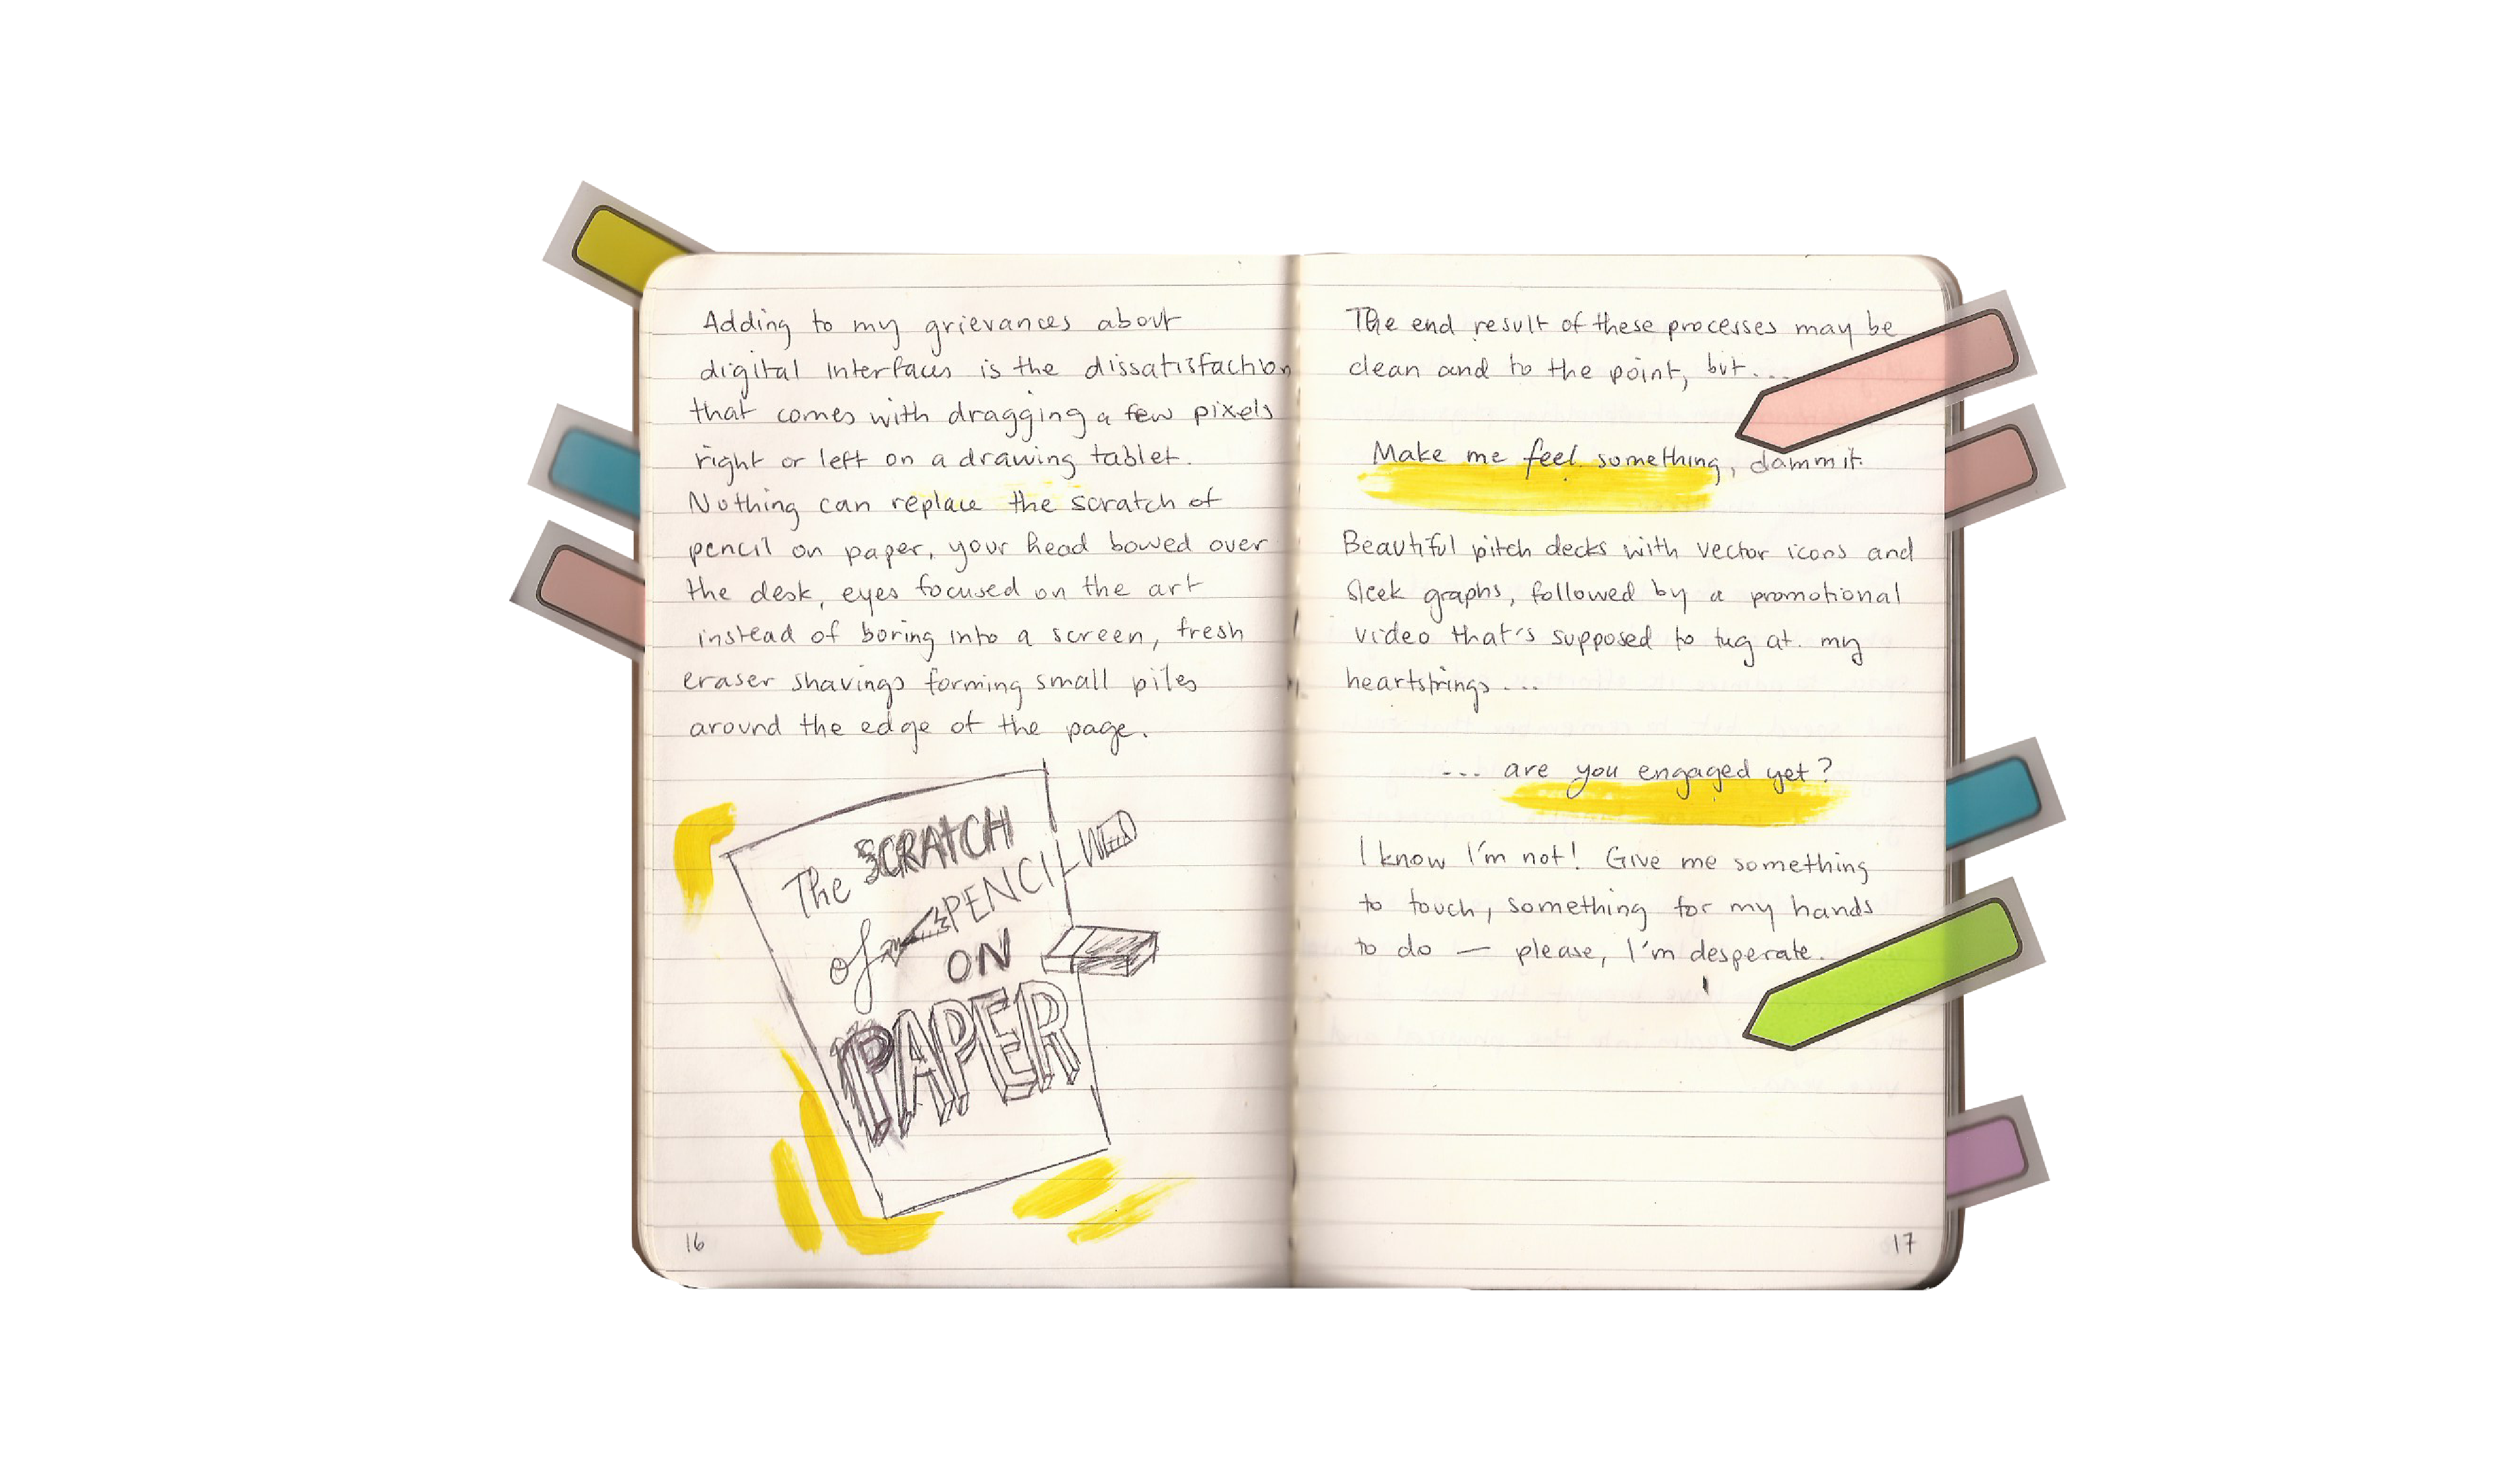 Adding to my grievances about
digital interfaces is the dissatisfaction
that comes with dragging a few pixels
right or left on a drawing tablet.
Nothing can replace the scratch of
pencil on paper, your head bowed over
the desk, eyes focused on the art
instead of boring into a screen, fresh
eraser shavings forming small piles
around the edge of the page.
The SCRATCH
of PENCIL
ON
PAPER
16
The end result of these processes may be
clean and to the point, but...
Make me feel something, dammit.
Beautiful pitch decks with vector icons and
sleek graphs, followed by a promotional
video that's supposed to tug at my
heartstrings...
... are you engaged yet?
I know I'm not! Give me something
to touch, something for my hands
to do — please, I'm desperate.
17